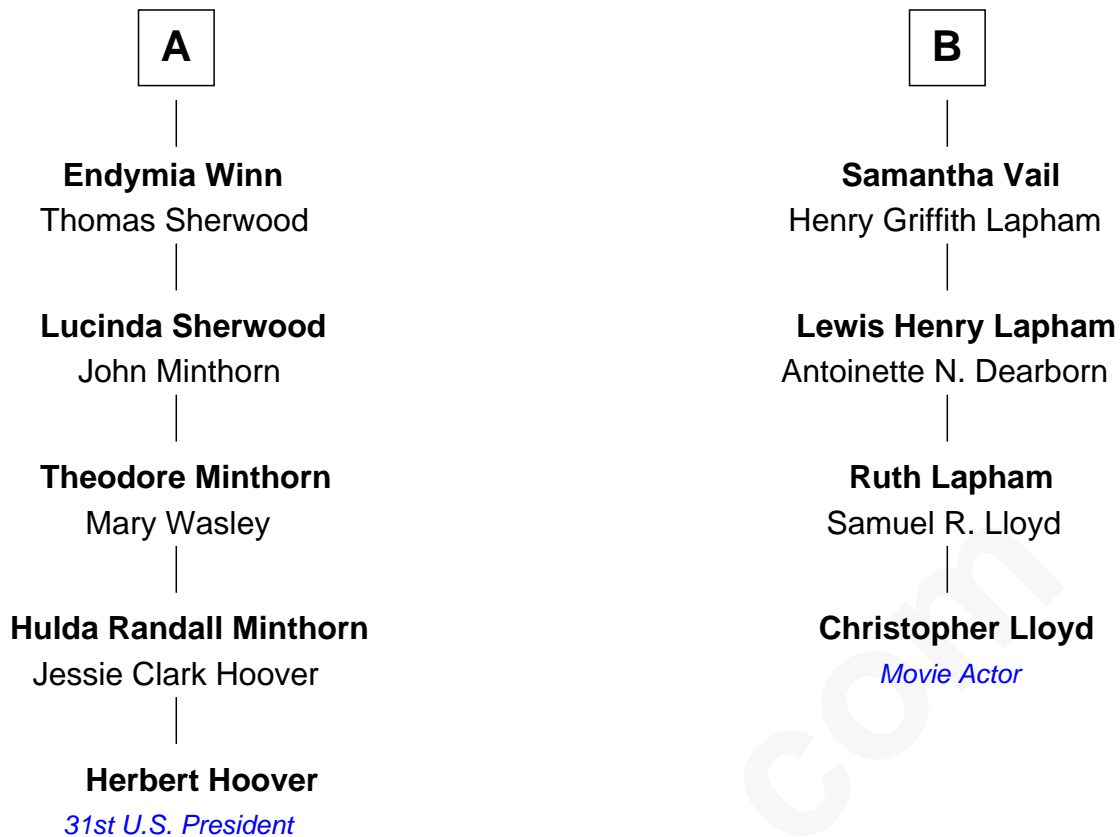 A
Endymia Winn
Thomas Sherwood
Lucinda Sherwood
John Minthorn
Theodore Minthorn
Mary Wasley
Hulda Randall Minthorn
Jessie Clark Hoover
Herbert Hoover
31st U.S. President
B
Samantha Vail
Henry Griffith Lapham
Lewis Henry Lapham
Antoinette N. Dearborn
Ruth Lapham
Samuel R. Lloyd
Christopher Lloyd
Movie Actor
com